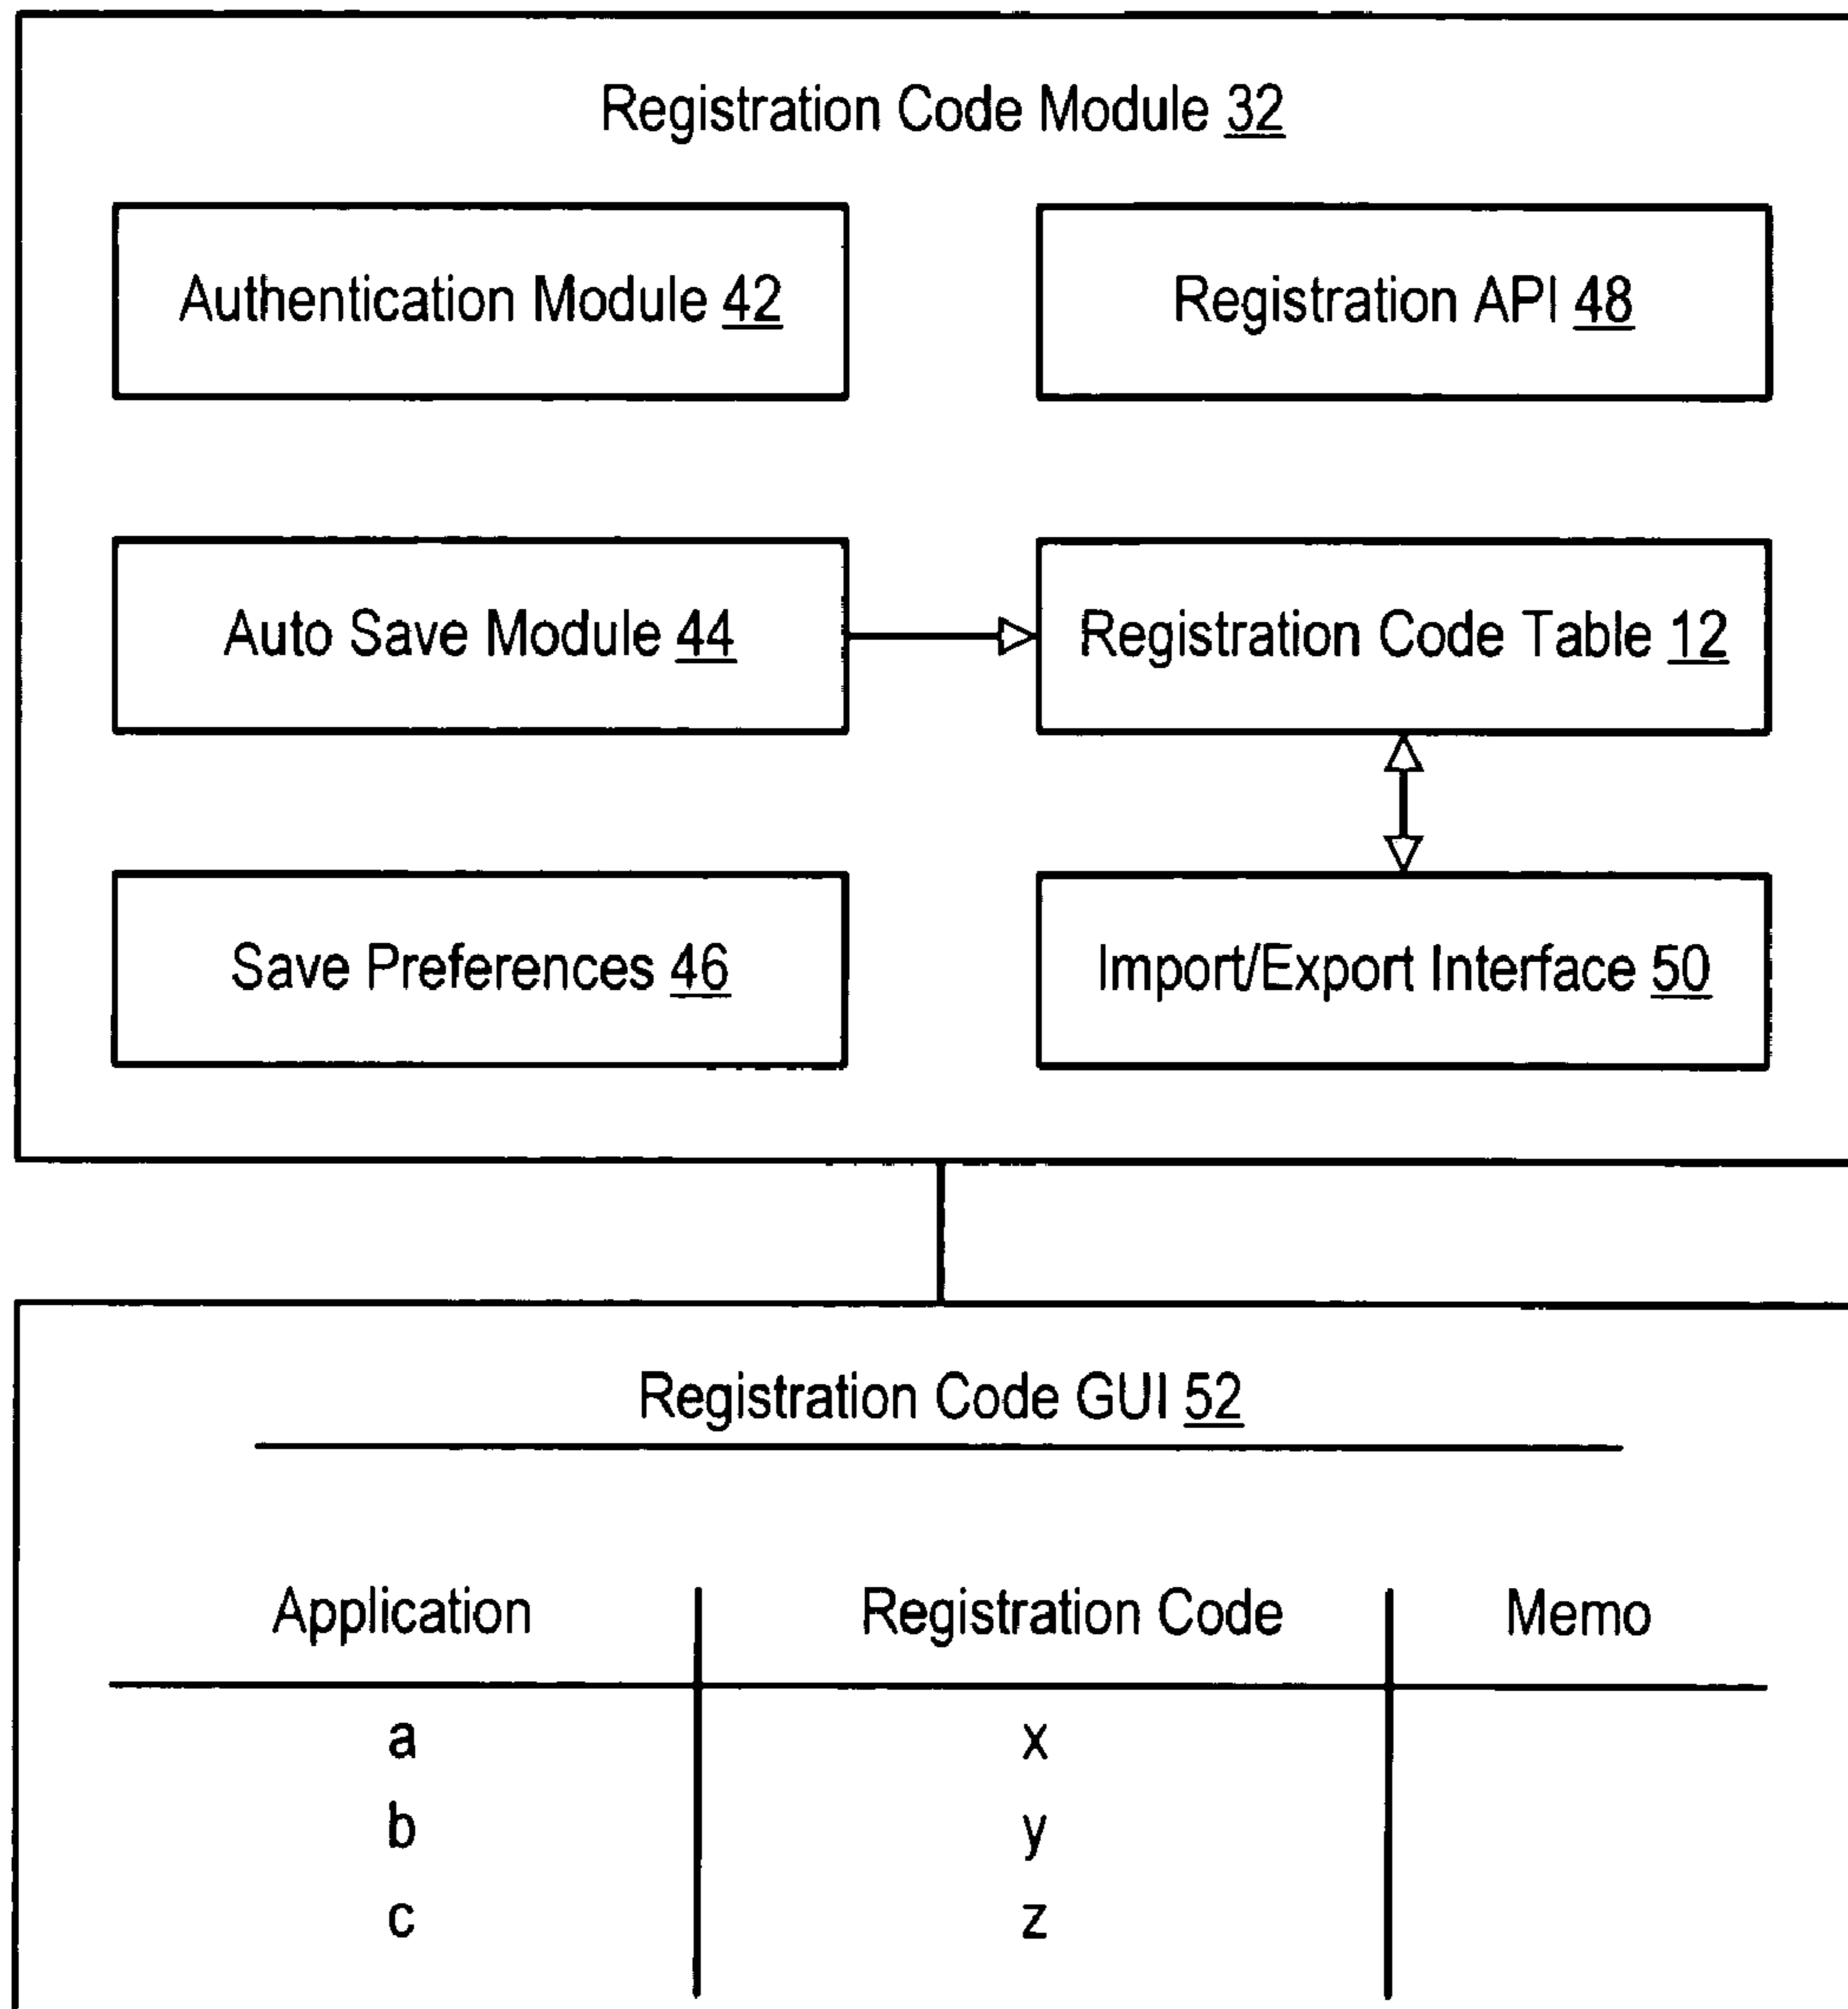 Registration Code Module 32
Authentication Module 42
Registration API 48
Auto Save Module 44
Registration Code Table 12
Save Preferences 46
Import/Export Interface 50
Registration Code GUI 52
Application Registration Code Memo
a x
b y
c z